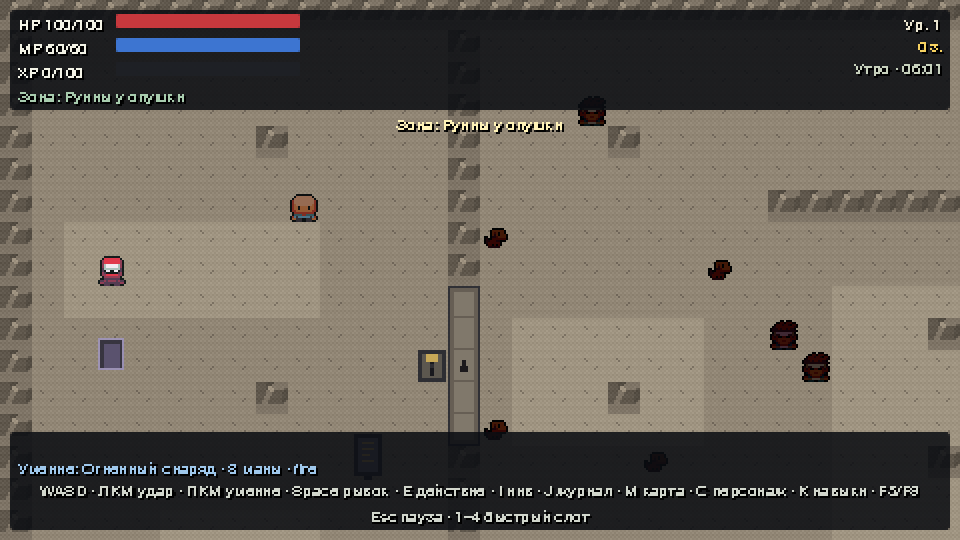 HP 100/100
Ур. 1
MP 60/60
0 з.
XP 0/100
Утро · 06:01
Зона: Руины у опушки
Зона: Руины у опушки
Умение: Огненный снаряд · 8 маны · fire
WASD · ЛКМ удар · ПКМ умение · Space рывок · E действие · I инв · J журнал · M карта · C персонаж · K навыки · F5/F9
Esc пауза · 1–4 быстрый слот